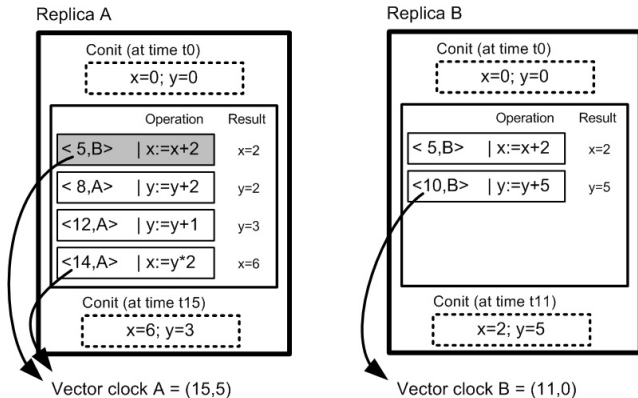 Replica A
Conit (at time t0)
x=0; y=0
Operation Result
< 5,B> | x:=x+2 x=2
< 8,A> | y:=y+2 y=2
<12,A> | y:=y+1 y=3
<14,A> | x:=y*2 x=6
Conit (at time t15)
x=6; y=3
Vector clock A = (15,5)
Replica B
Conit (at time t0)
x=0; y=0
Operation Result
< 5,B> | x:=x+2 x=2
<10,B> | y:=y+5 y=5
Conit (at time t11)
x=2; y=5
Vector clock B = (11,0)